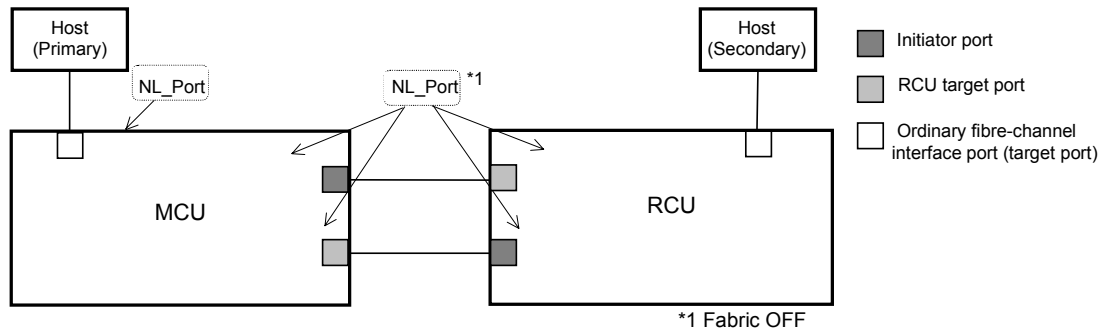 Host
(Primary)
Host
(Secondary)
Initiator port
NL_Port
NL_Port *1
RCU target port
Ordinary fibre-channel
interface port (target port)
MCU
RCU
*1 Fabric OFF